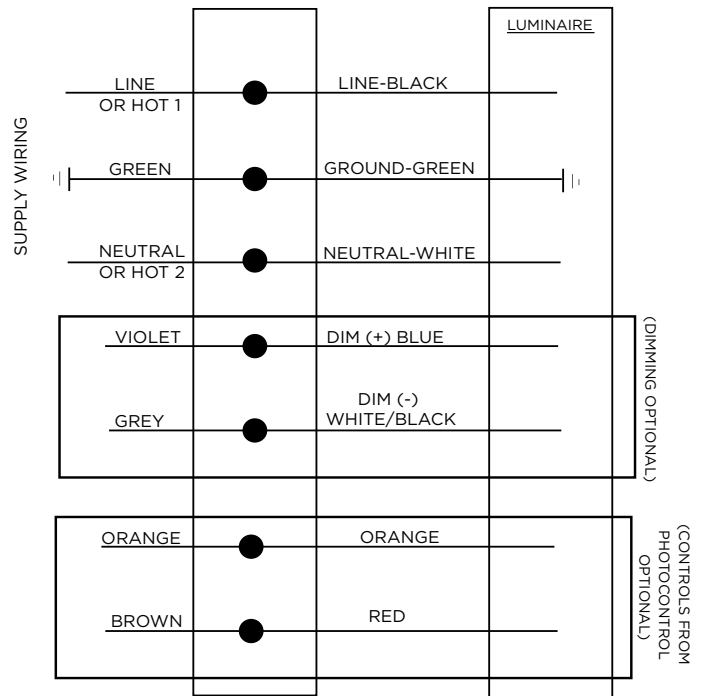 LUMINAIRE
SUPPLY WIRING
LINE
OR HOT 1
LINE-BLACK
GREEN
GROUND-GREEN
NEUTRAL
OR HOT 2
NEUTRAL-WHITE
VIOLET
DIM (+) BLUE
GREY
DIM (-)
WHITE/BLACK
(DIMMING OPTIONAL)
ORANGE
ORANGE
BROWN
RED
(CONTROLS FROM
PHOTOCONTROL
OPTIONAL)